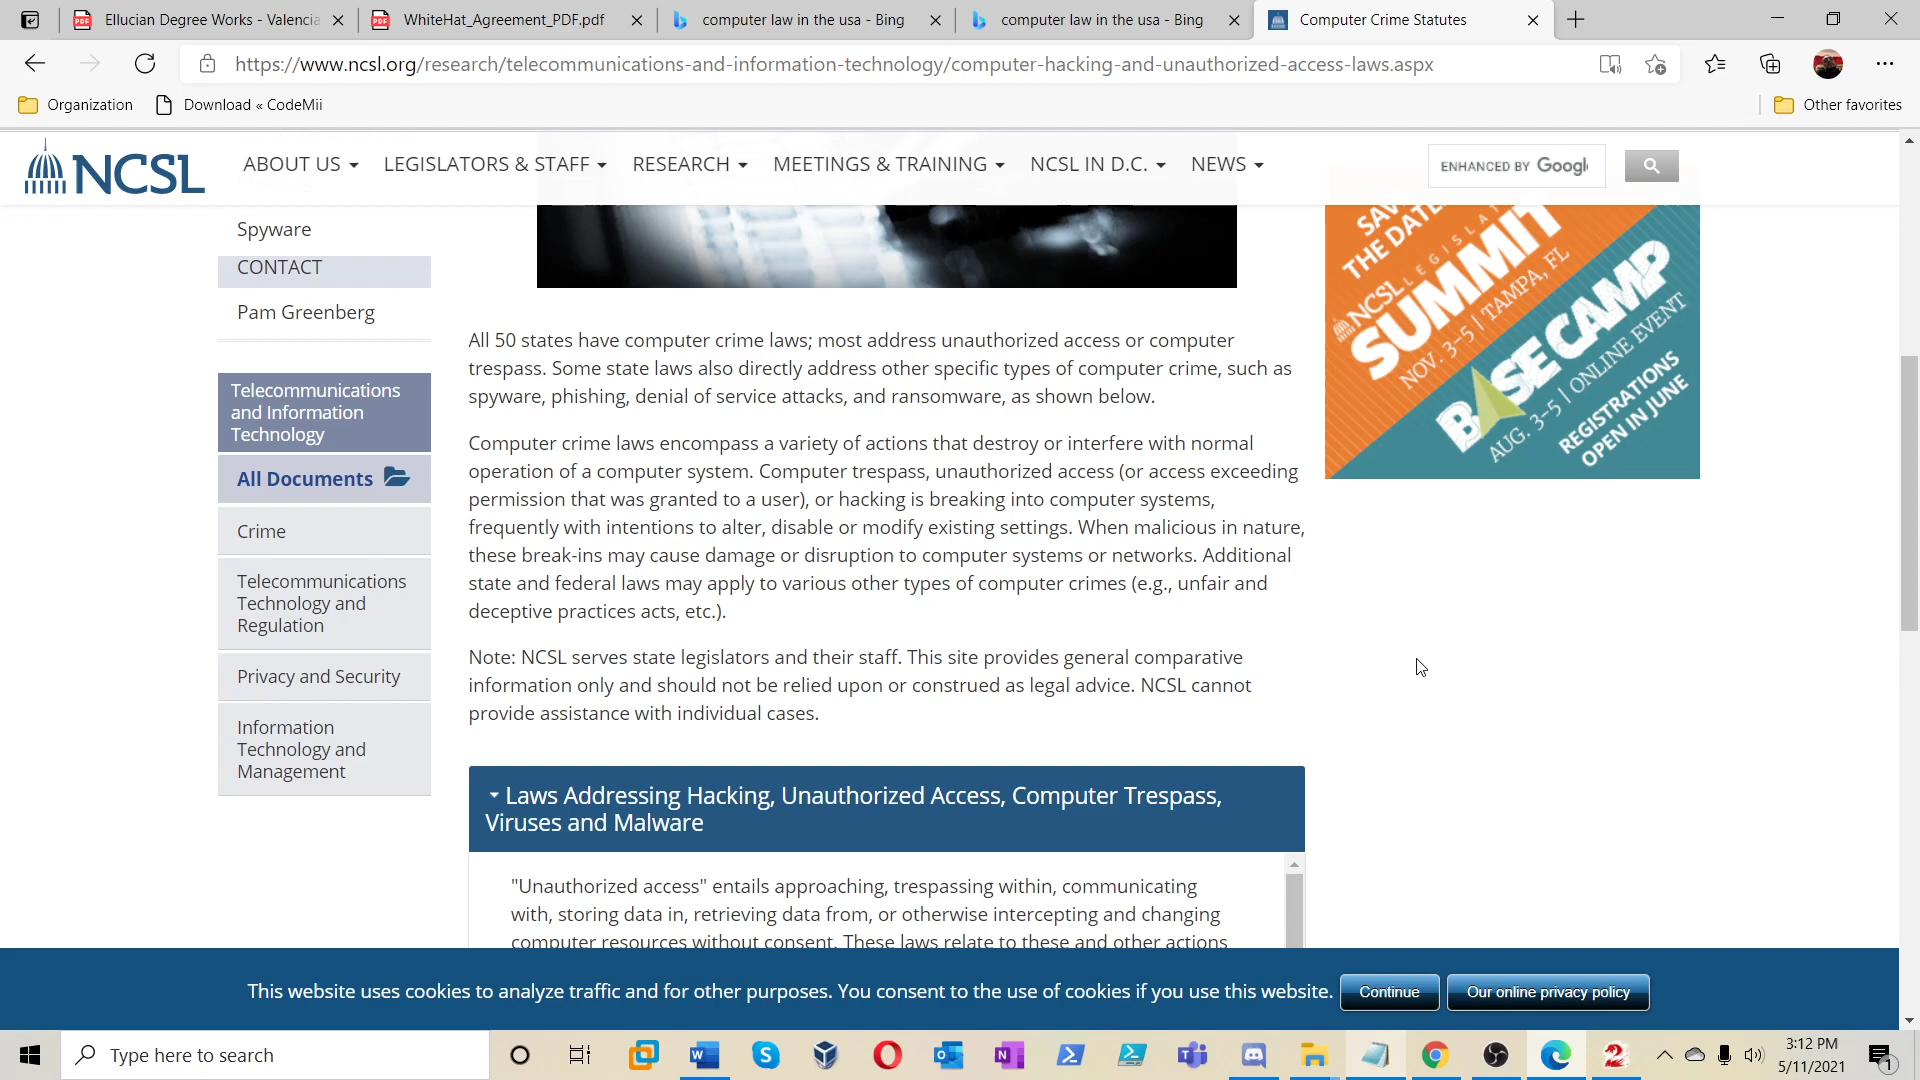 Ellucian Degree Works - Valencia
WhiteHat_Agreement_PDF.pdf
computer law in the usa - Bing
computer law in the usa - Bing
Computer Crime Statutes
https://www.ncsl.org/research/telecommunications-and-information-technology/computer-hacking-and-unauthorized-access-laws.aspx
Organization
Download « CodeMii
Other favorites
NCSL
ABOUT US
LEGISLATORS & STAFF
RESEARCH
MEETINGS & TRAINING
NCSL IN D.C.
NEWS
ENHANCED BY Google
Spyware
CONTACT
Pam Greenberg
Telecommunications
and Information
Technology
All Documents
Crime
Telecommunications
Technology and
Regulation
Privacy and Security
Information
Technology and
Management
All 50 states have computer crime laws; most address unauthorized access or computer
trespass. Some state laws also directly address other specific types of computer crime, such as
spyware, phishing, denial of service attacks, and ransomware, as shown below.
Computer crime laws encompass a variety of actions that destroy or interfere with normal
operation of a computer system. Computer trespass, unauthorized access (or access exceeding
permission that was granted to a user), or hacking is breaking into computer systems,
frequently with intentions to alter, disable or modify existing settings. When malicious in nature,
these break-ins may cause damage or disruption to computer systems or networks. Additional
state and federal laws may apply to various other types of computer crimes (e.g., unfair and
deceptive practices acts, etc.).
Note: NCSL serves state legislators and their staff. This site provides general comparative
information only and should not be relied upon or construed as legal advice. NCSL cannot
provide assistance with individual cases.
Laws Addressing Hacking, Unauthorized Access, Computer Trespass,
Viruses and Malware
"Unauthorized access" entails approaching, trespassing within, communicating
with, storing data in, retrieving data from, or otherwise intercepting and changing
computer resources without consent. These laws relate to these and other actions
THE DATE
NCSL LEGISLATIVE
SUMMIT
NOV. 3-5 | TAMPA, FL
BASE CAMP
AUG. 3-5 | ONLINE EVENT
REGISTRATIONS
OPEN IN JUNE
This website uses cookies to analyze traffic and for other purposes. You consent to the use of cookies if you use this website.
Continue
Our online privacy policy
Type here to search
3:12 PM
5/11/2021
1